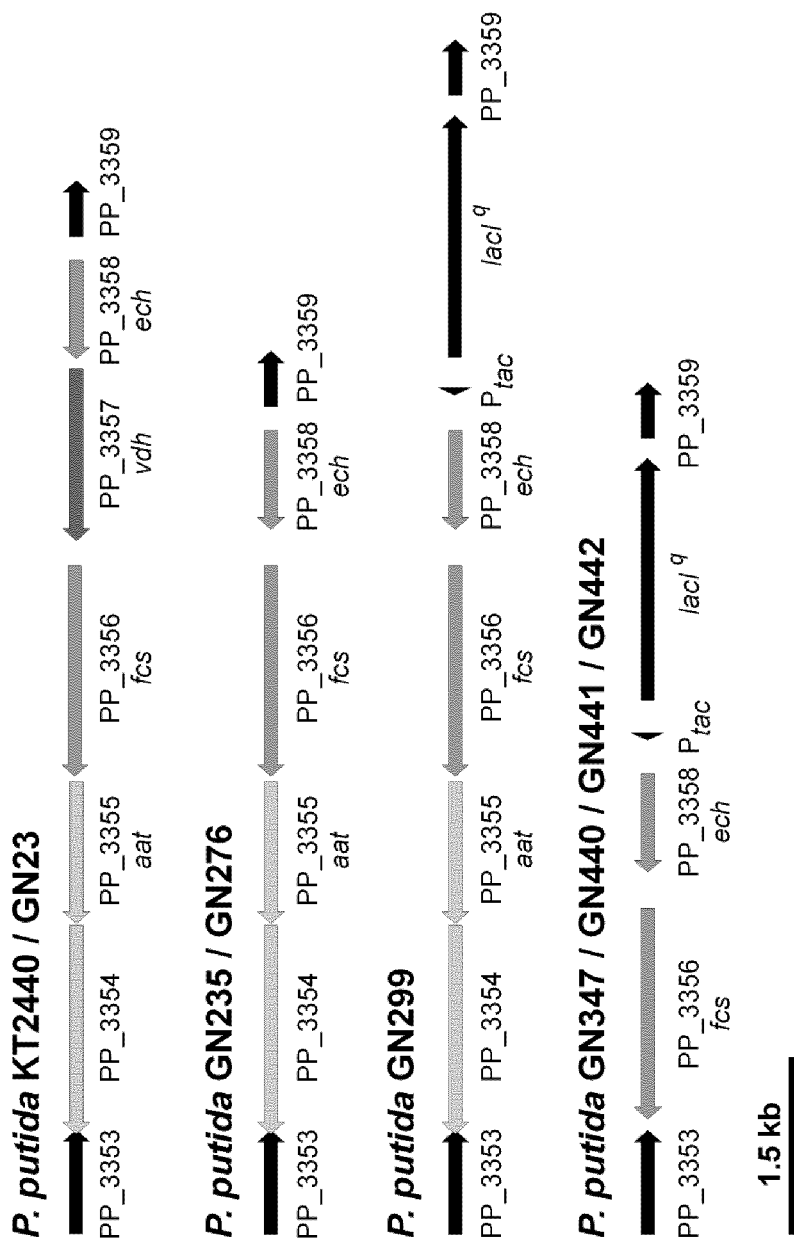 P. putida KT2440 / GN23
PP_3353 PP_3354 PP_3355 PP_3356 PP_3357 PP_3358 PP_3359
aat fcs vdh ech
P. putida GN235 / GN276
PP_3353 PP_3354 PP_3355 PP_3356 PP_3358 PP_3359
aat fcs ech
P. putida GN299
PP_3353 PP_3354 PP_3355 PP_3356 PP_3358 Ptac lacIq PP_3359
aat fcs ech
P. putida GN347 / GN440 / GN441 / GN442
PP_3353 PP_3356 PP_3358 Ptac lacIq PP_3359
fcs ech
1.5 kb